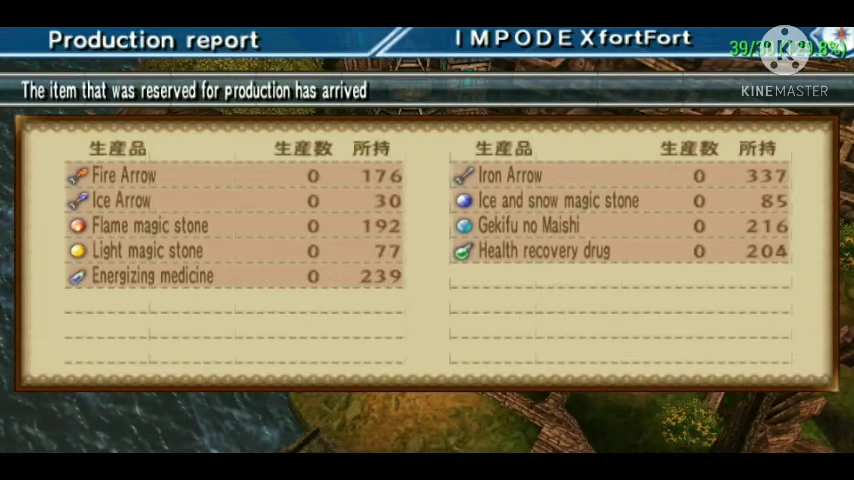 Production report
IMPODEXfortFort
KINEMASTER
The item that was reserved for production has arrived
生産品 生産数 所持
Fire Arrow 0 176
Ice Arrow 0 30
Flame magic stone 0 192
Light magic stone 0 77
Energizing medicine 0 239
生産品 生産数 所持
Iron Arrow 0 337
Ice and snow magic stone 0 85
Gekifu no Maishi 0 216
Health recovery drug 0 204